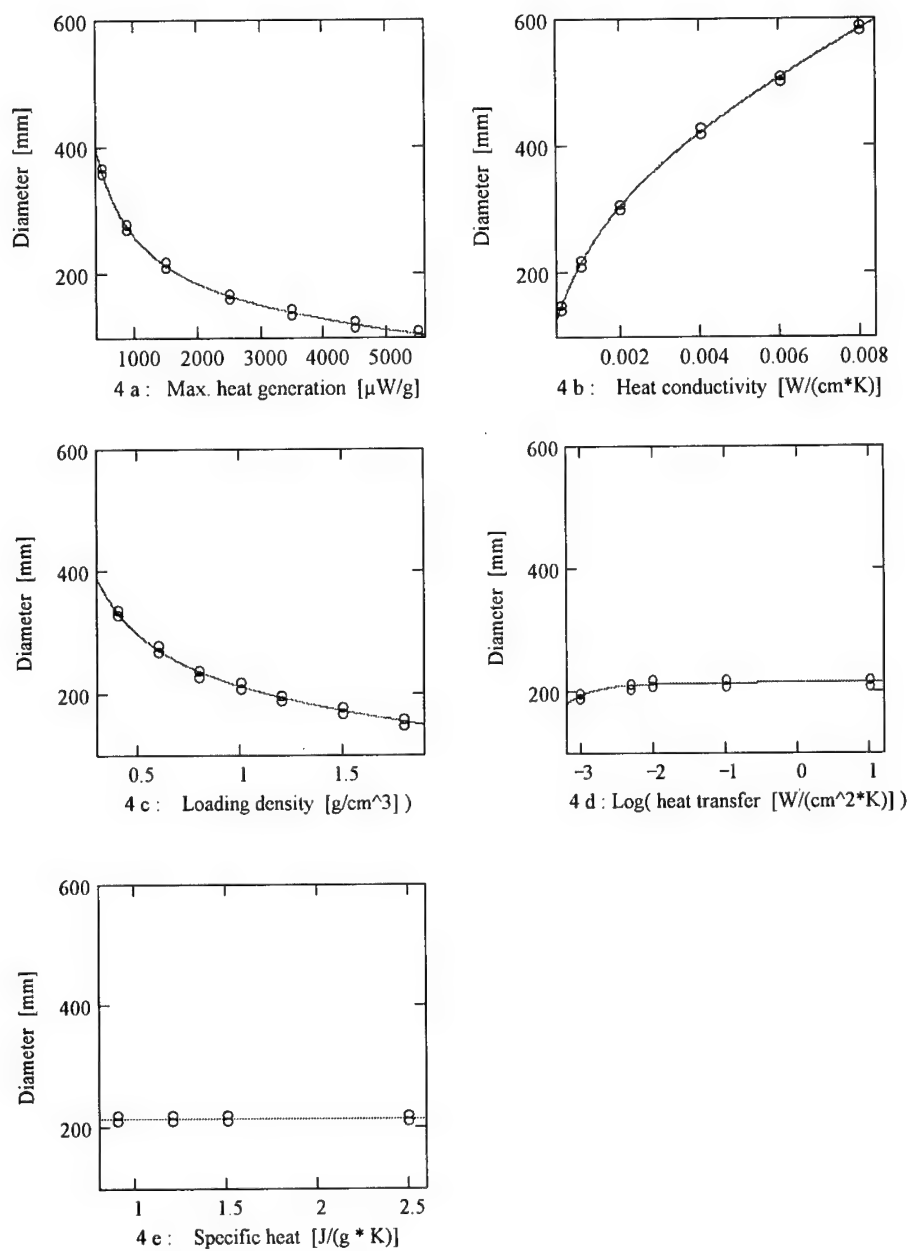 600
400
200
Diameter [mm]
1000 2000 3000 4000 5000
4 a : Max. heat generation [µW/g]
600
400
200
Diameter [mm]
0.002 0.004 0.006 0.008
4 b : Heat conductivity [W/(cm*K)]
600
400
200
Diameter [mm]
0.5 1 1.5
4 c : Loading density [g/cm^3] )
600
400
200
Diameter [mm]
−3 −2 −1 0 1
4 d : Log( heat transfer [W/(cm^2*K)] )
600
400
200
Diameter [mm]
1 1.5 2 2.5
4 e : Specific heat [J/(g * K)]